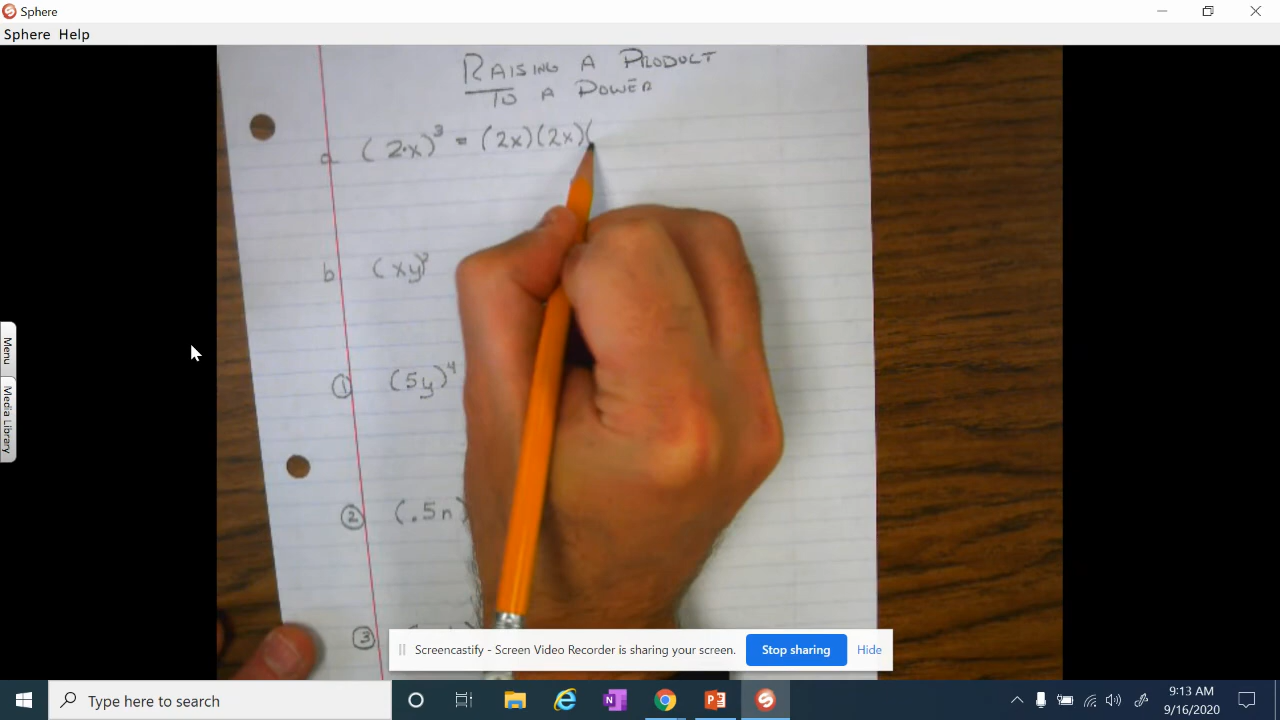 Sphere
Sphere Help
RAISING A PRODUCT
TO A POWER
a (2·x)³ = (2x)(2x)(
b (xy)²
① (5y)⁴
② (.5n)
③
Menu
Media Library
Screencastify - Screen Video Recorder is sharing your screen.
Stop sharing
Hide
Type here to search
9:13 AM
9/16/2020